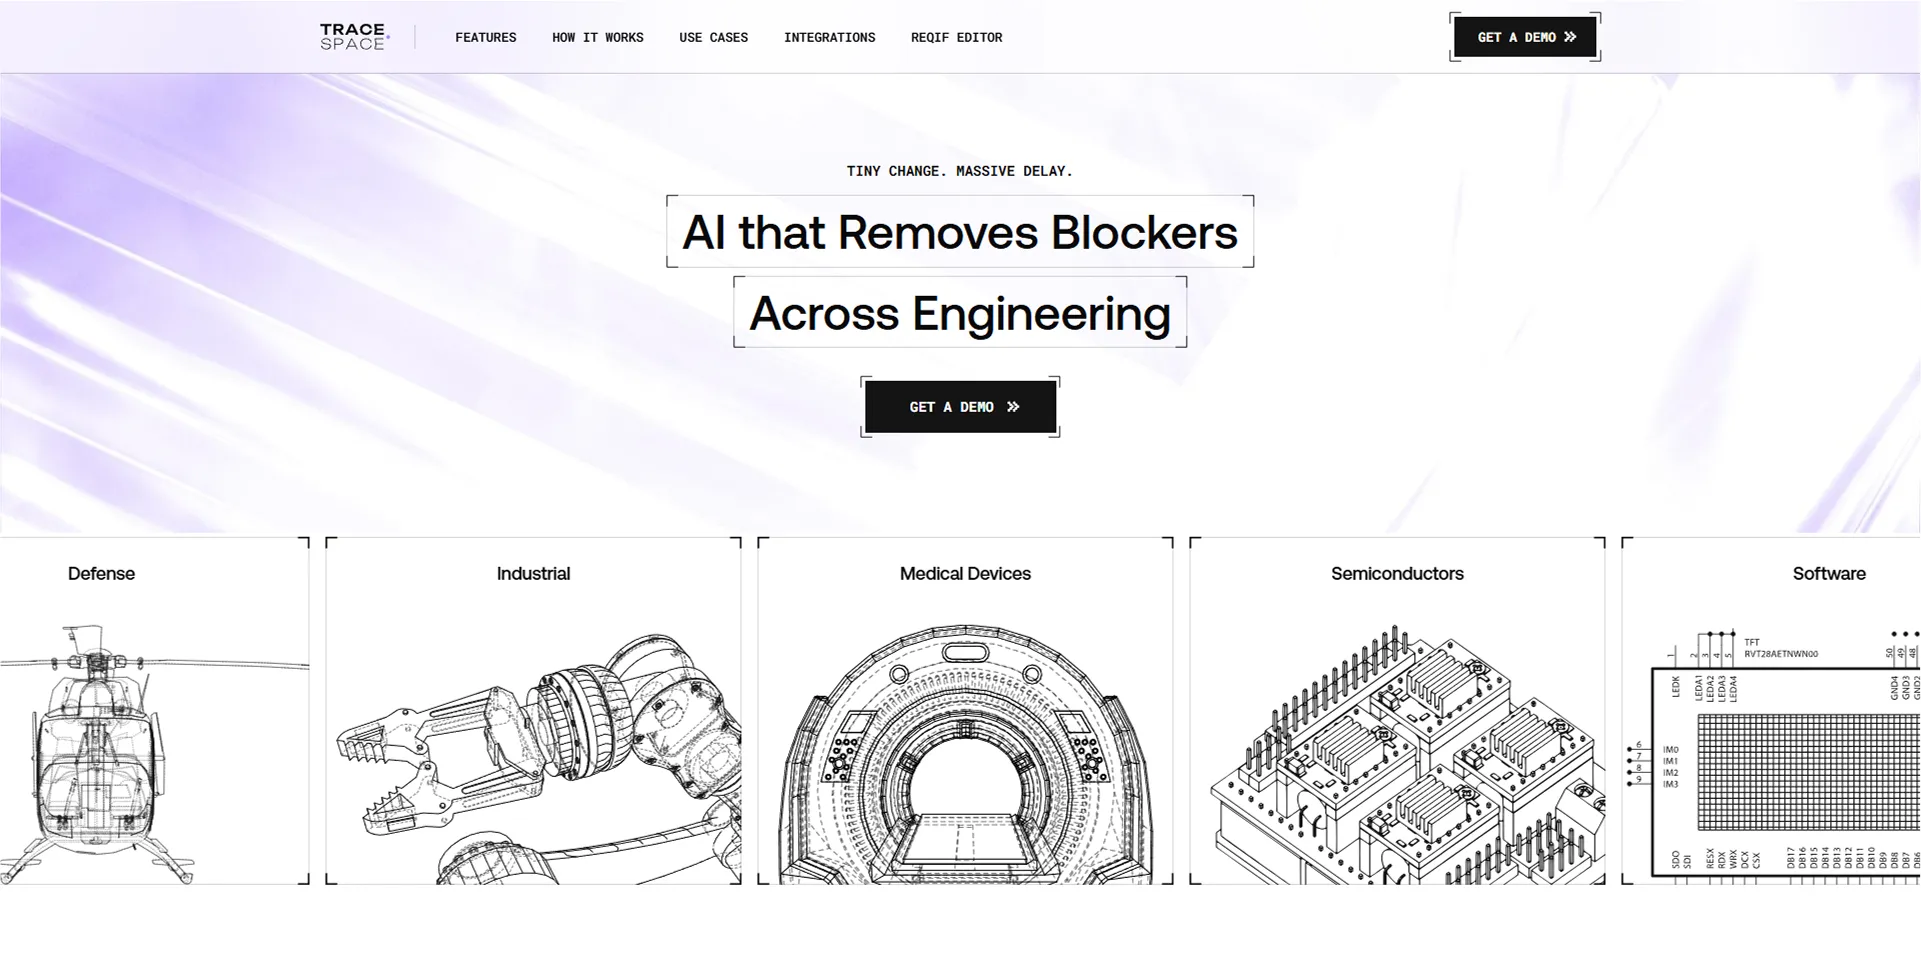 TRACE
SPACE
FEATURES
HOW IT WORKS
USE CASES
INTEGRATIONS
REQIF EDITOR
GET A DEMO
TINY CHANGE. MASSIVE DELAY.
AI that Removes Blockers
Across Engineering
GET A DEMO
Defense
Industrial
Medical Devices
Semiconductors
Software
TFT
RVT28AETNWN00
1
2
3
4
5
50
49
48
LEDK
LEDA1
LEDA2
LEDA3
LEDA4
GND4
GND3
GND2
6
IM0
7
IM1
8
IM2
9
IM3
SDO
SDI
RESX
RDX
WRX
DCX
CSX
DB17
DB16
DB15
DB14
DB13
DB12
DB11
DB10
DB9
DB8
DB7
DB6